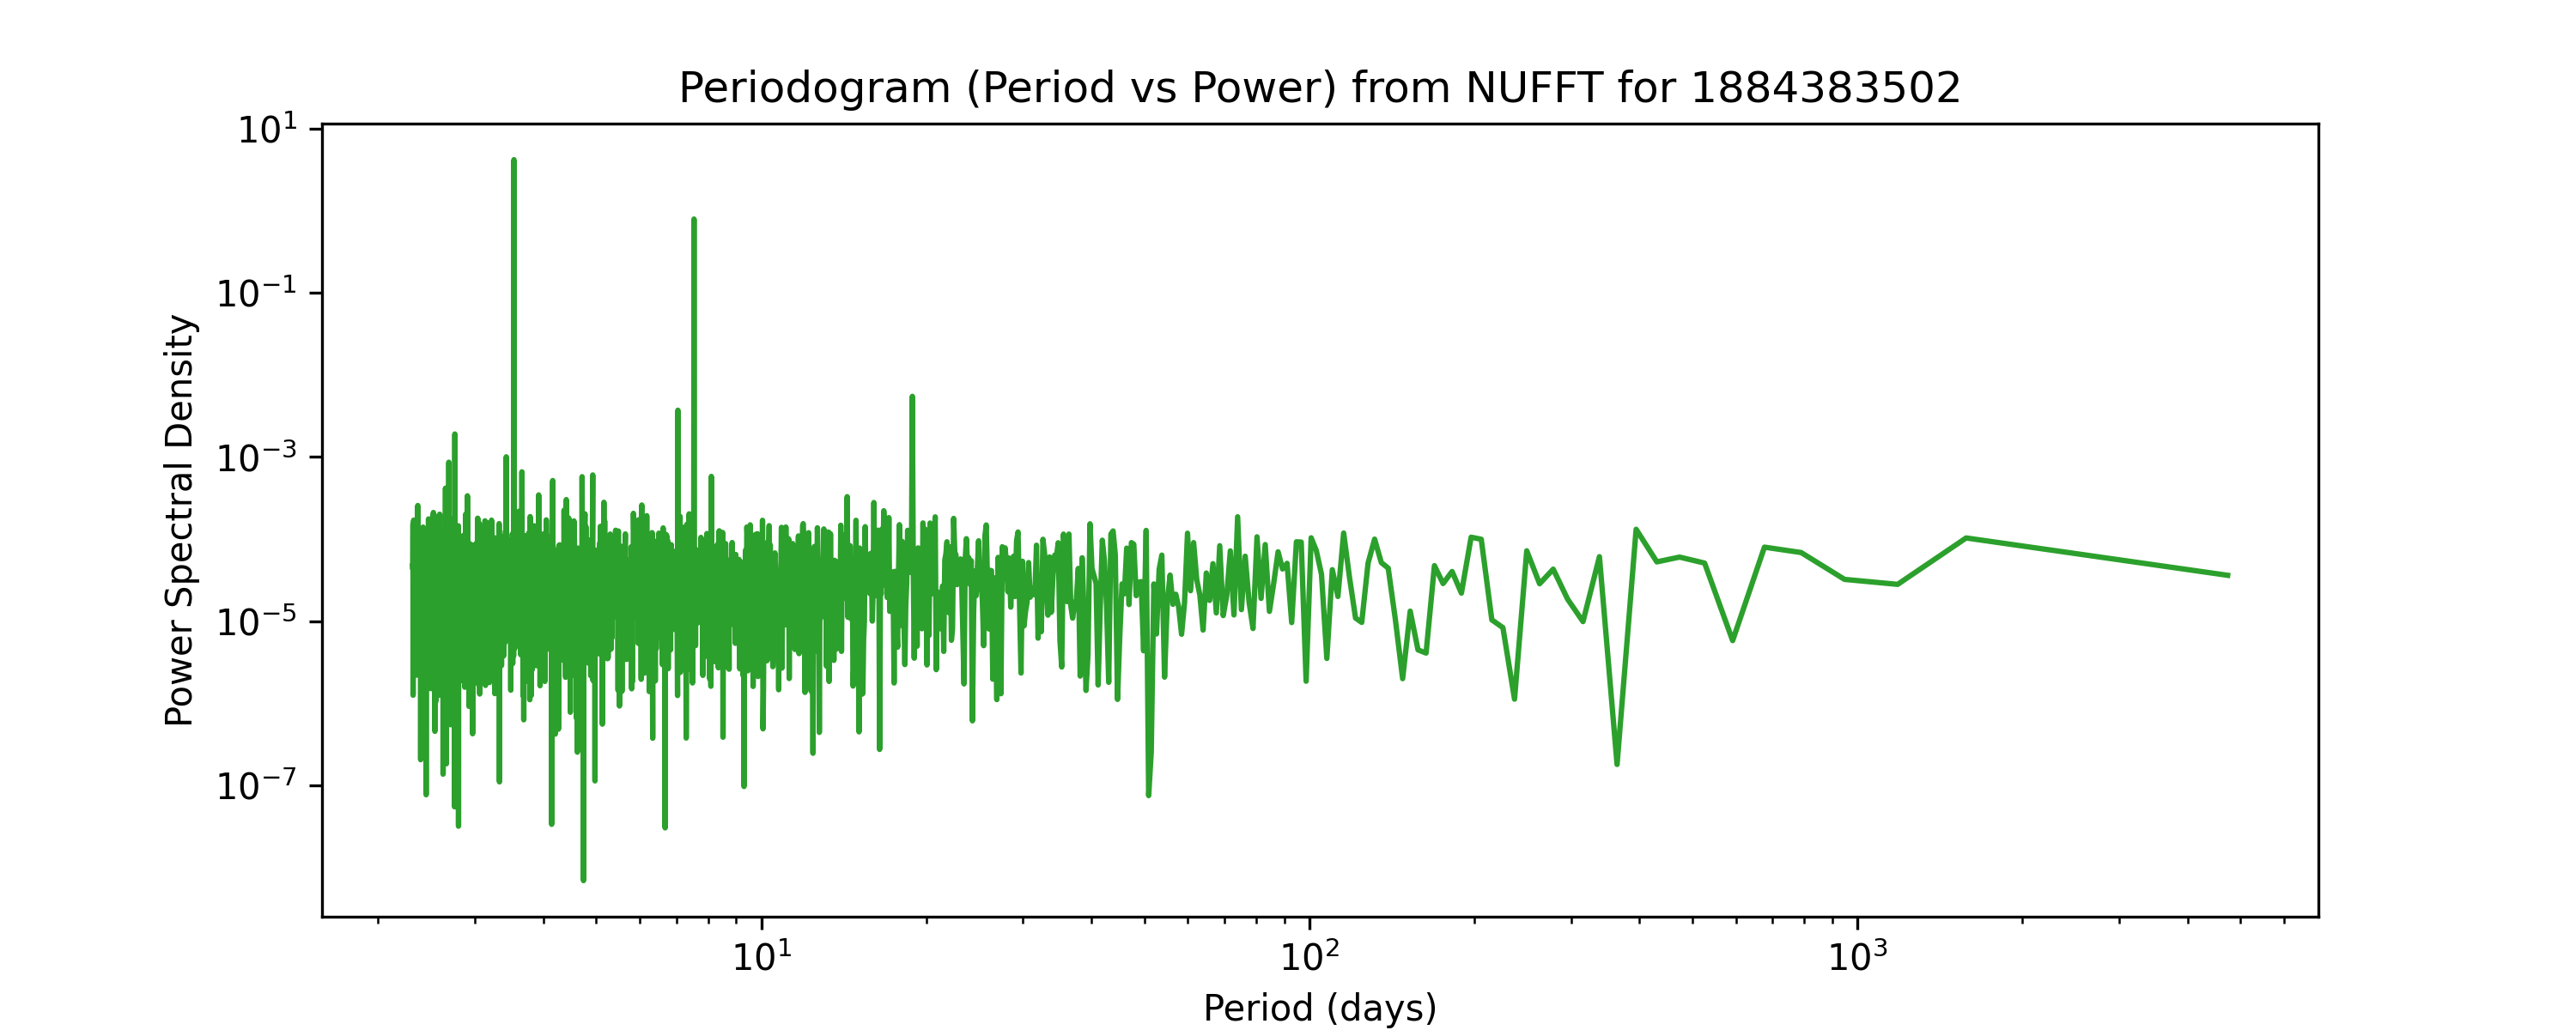 Periodogram (Period vs Power) from NUFFT for 1884383502
Power Spectral Density
10¹
10⁻¹
10⁻³
10⁻⁵
10⁻⁷
10¹ 10² 10³
Period (days)